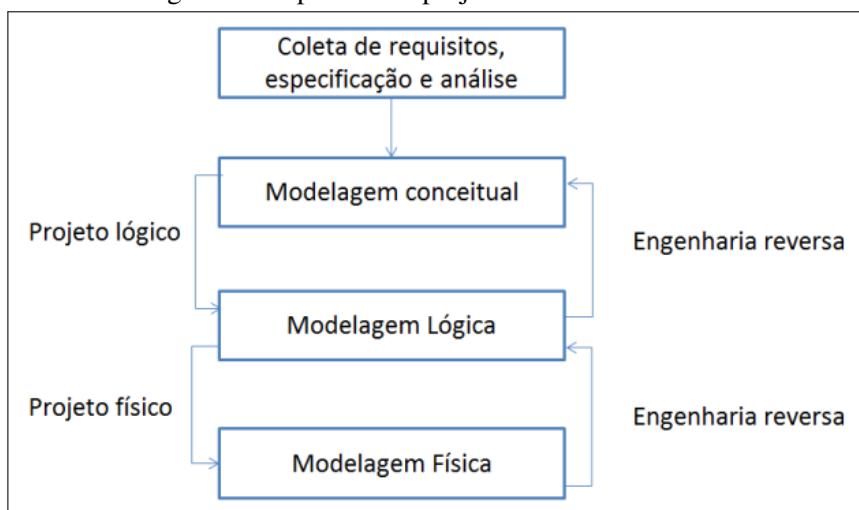 Coleta de requisitos,
especificação e análise
Modelagem conceitual
Projeto lógico
Engenharia reversa
Modelagem Lógica
Projeto físico
Engenharia reversa
Modelagem Física